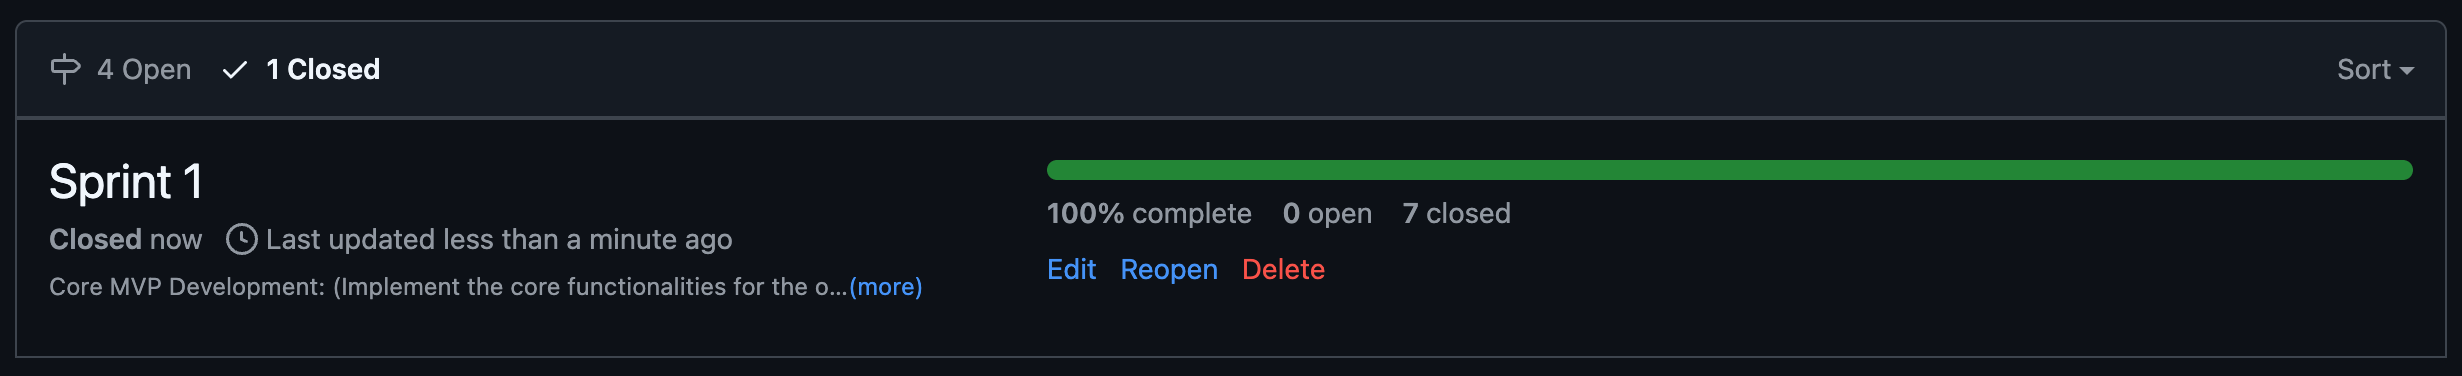 4 Open 1 Closed Sort
Sprint 1
Closed now Last updated less than a minute ago
Core MVP Development: (Implement the core functionalities for the o...(more)
100% complete 0 open 7 closed
Edit Reopen Delete